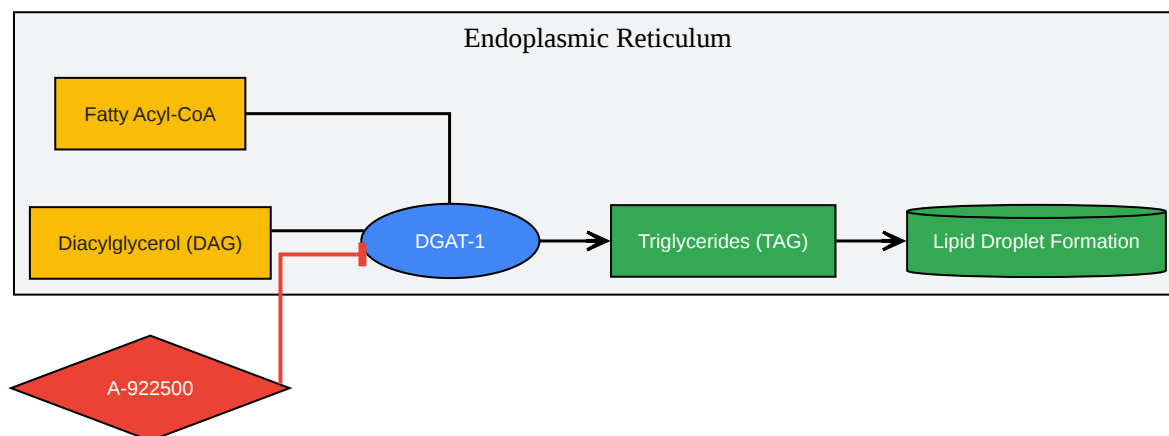 Endoplasmic Reticulum
Fatty Acyl-CoA
Diacylglycerol (DAG)
DGAT-1
Triglycerides (TAG)
Lipid Droplet Formation
A-922500